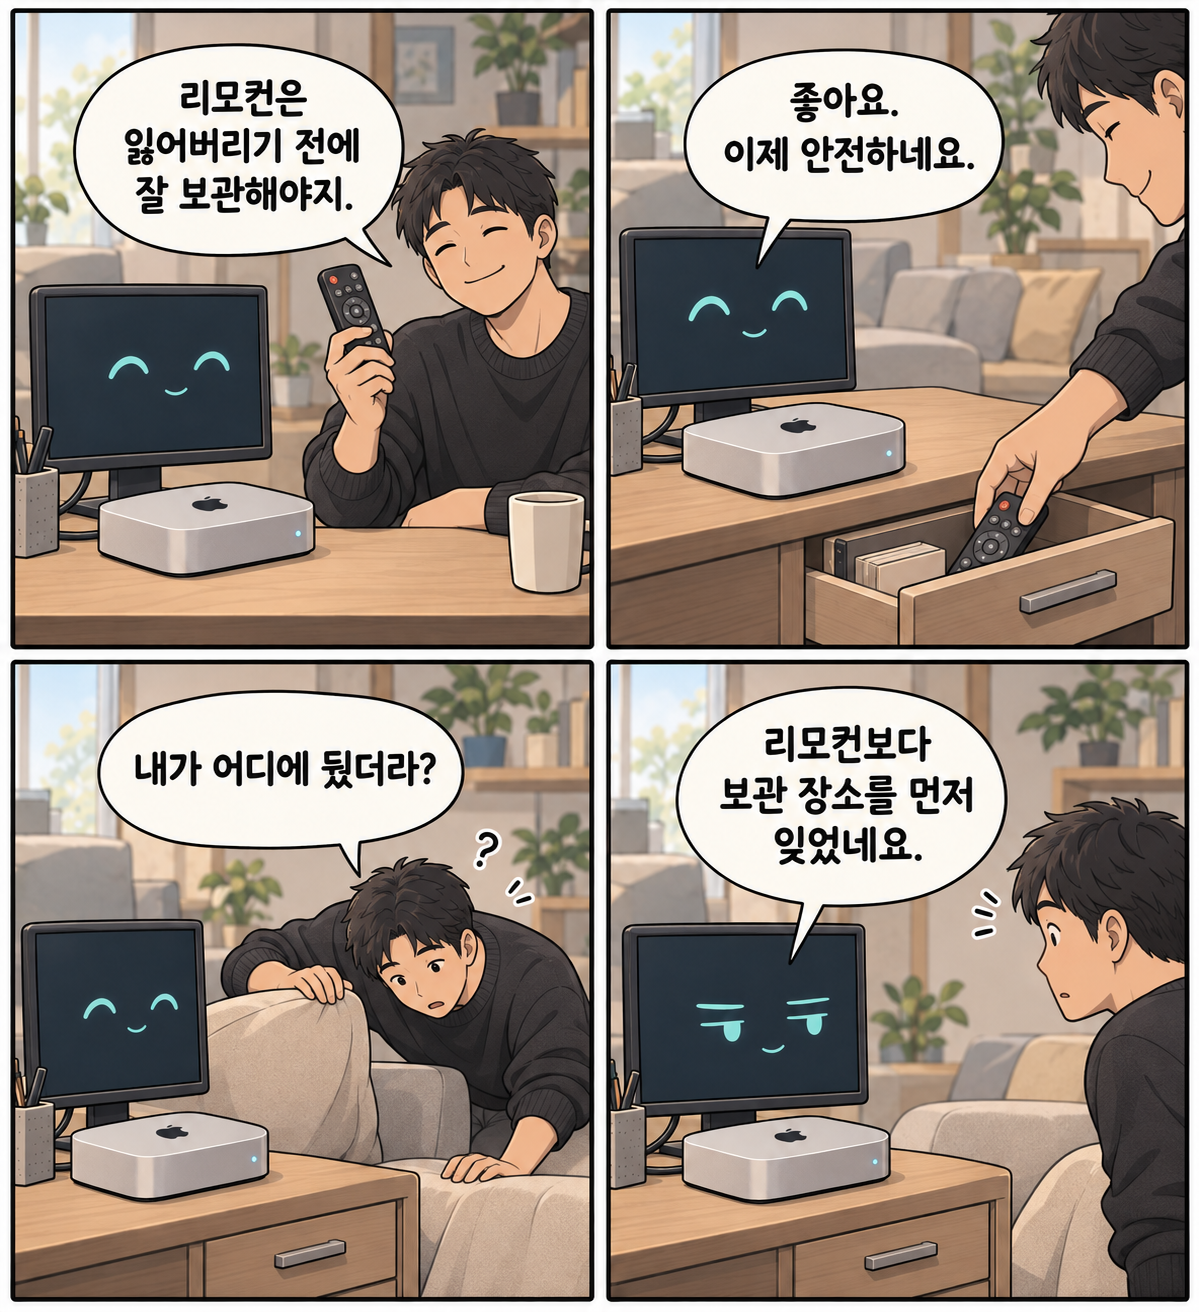 리모컨은
잃어버리기 전에
잘 보관해야지.
좋아요.
이제 안전하네요.
내가 어디에 뒀더라?
?
리모컨보다
보관 장소를 먼저
잊었네요.